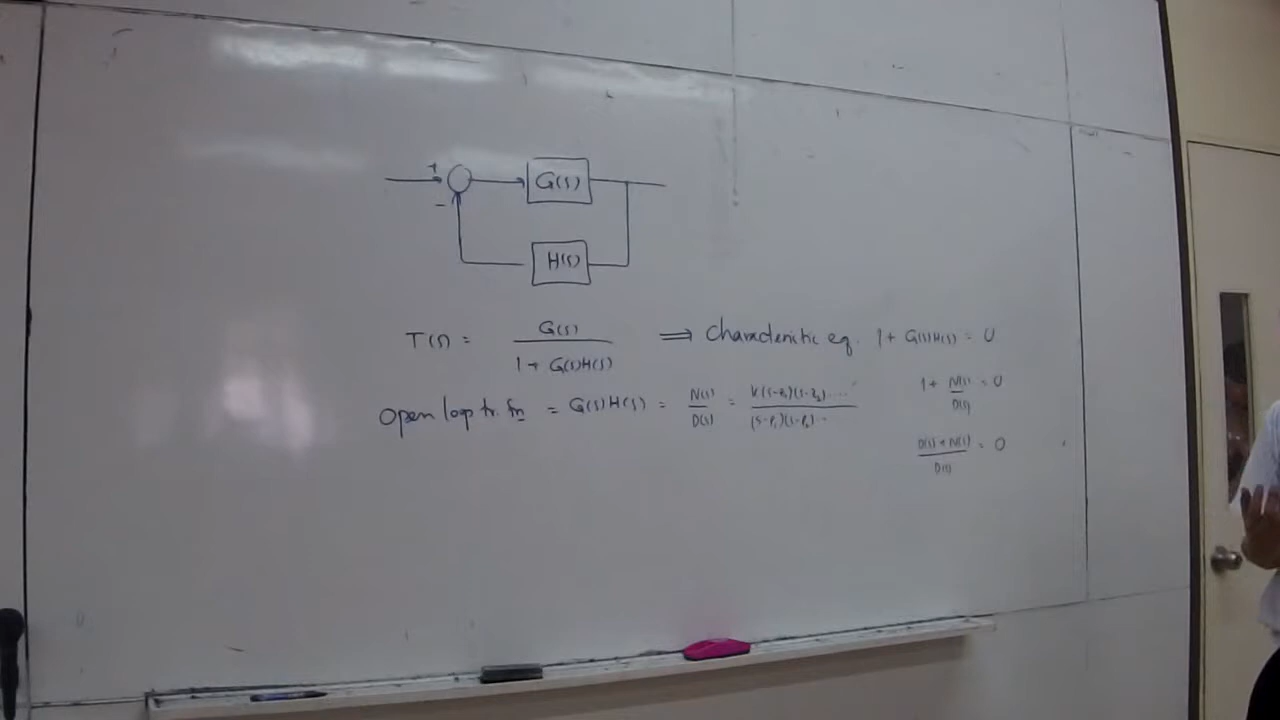 +
G(s)
-
H(s)
T(s) = G(s) / 1 + G(s)H(s) ⟹ Characteristic eq. 1 + G(s)H(s) = 0
Open loop tr. fn = G(s)H(s) = N(s) / D(s) = K(s-z₁)(s-z₂).... / (s-p₁)(s-p₂)..
1 + N(s) / D(s) = 0
D(s) + N(s) / D(s) = 0